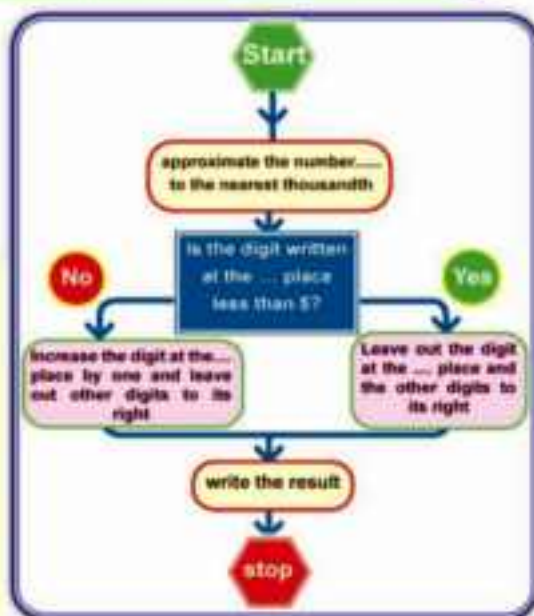 Start
approximate the number.....
to the nearest thousandth
Is the digit written
at the ... place
less than 5?
No
Yes
Increase the digit at the....
place by one and leave
out other digits to its
right
Leave out the digit
at the .... place and
the other digits to
its right
write the result
stop